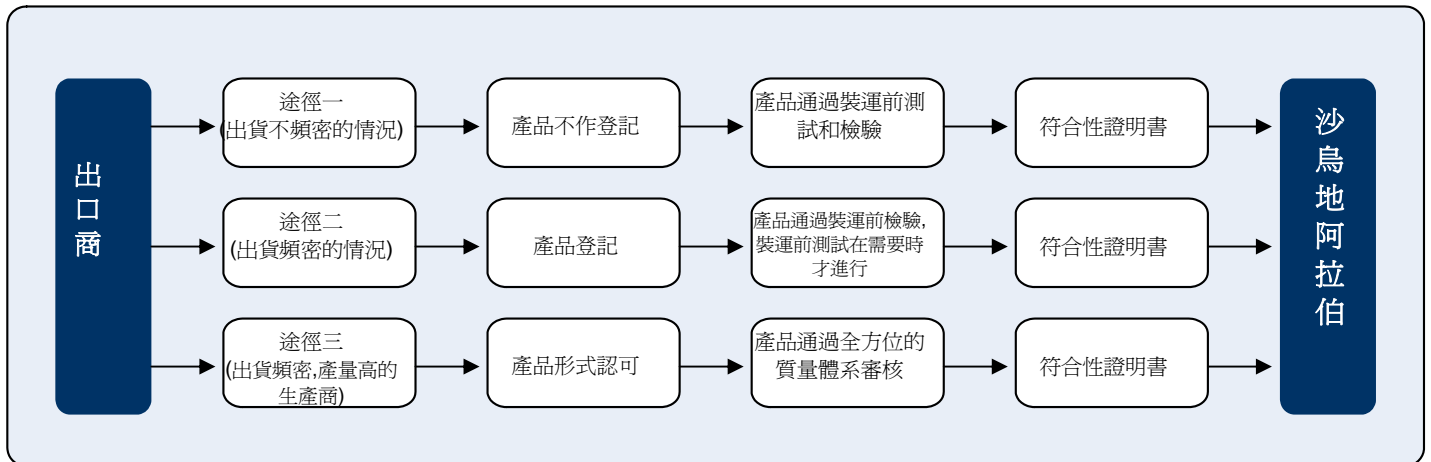 出口商
途徑一
(出貨不頻密的情況)
產品不作登記
產品通過裝運前測
試和檢驗
符合性證明書
途徑二
(出貨頻密的情況)
產品登記
產品通過裝運前檢驗,
裝運前測試在需要時
才進行
符合性證明書
途徑三
(出貨頻密,產量高的
生產商)
產品形式認可
產品通過全方位的
質量體系審核
符合性證明書
沙烏地阿拉伯